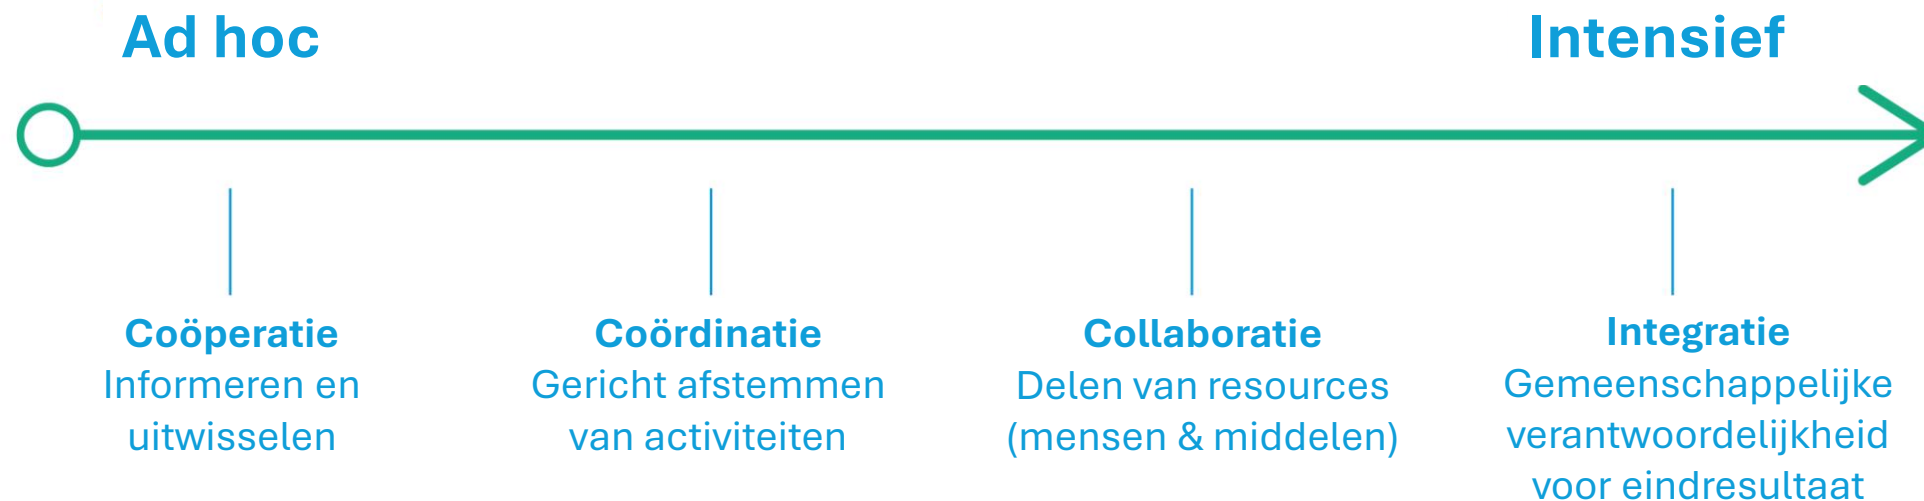 Ad hoc
Intensief
Coöperatie
Informeren en
uitwisselen
Coördinatie
Gericht afstemmen
van activiteiten
Collaboratie
Delen van resources
(mensen & middelen)
Integratie
Gemeenschappelijke
verantwoordelijkheid
voor eindresultaat